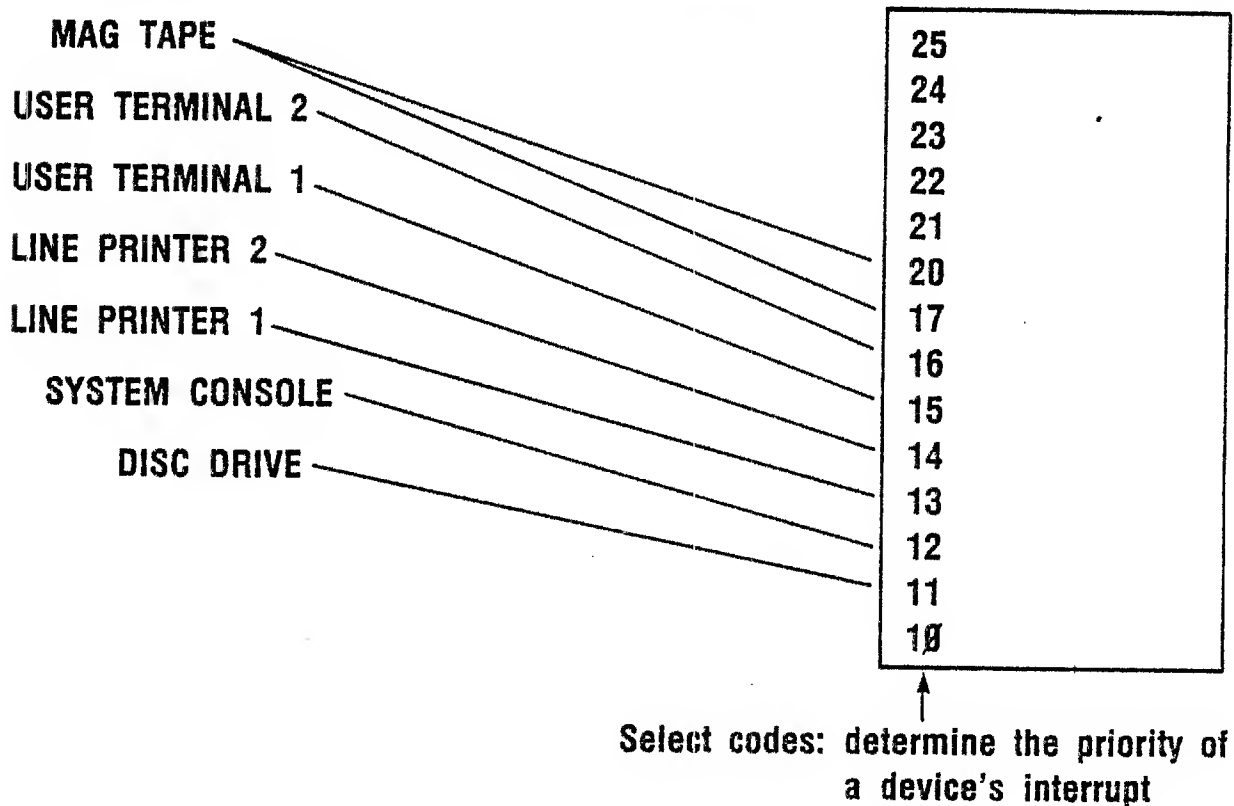 MAG TAPE
USER TERMINAL 2
USER TERMINAL 1
LINE PRINTER 2
LINE PRINTER 1
SYSTEM CONSOLE
DISC DRIVE
25
24
23
22
21
20
17
16
15
14
13
12
11
10
Select codes: determine the priority of
a device's interrupt